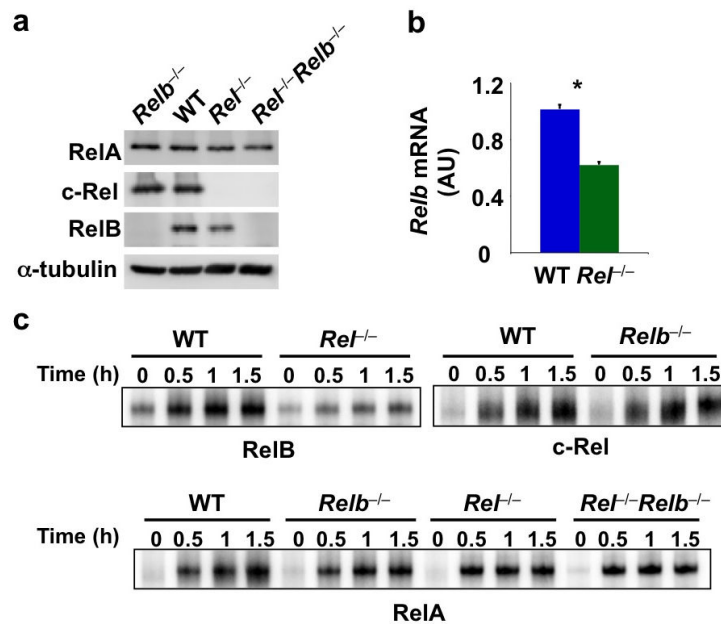 a
Relb–/– WT Rel–/– Rel–/–Relb–/–
RelA
c-Rel
RelB
α-tubulin
b
Relb mRNA
(AU)
1.2
*
0.8
0.4
0
WT Rel–/–
c
WT Rel–/– WT Relb–/–
Time (h) 0 0.5 1 1.5 0 0.5 1 1.5 Time (h) 0 0.5 1 1.5 0 0.5 1 1.5
RelB c-Rel
WT Relb–/– Rel–/– Rel–/–Relb–/–
Time (h) 0 0.5 1 1.5 0 0.5 1 1.5 0 0.5 1 1.5 0 0.5 1 1.5
RelA